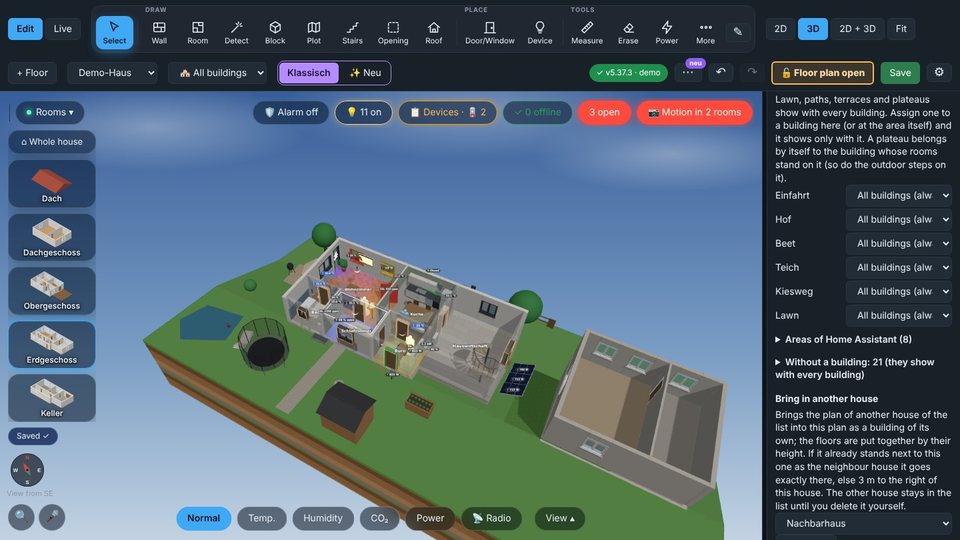 Edit
Live
DRAW
Select
Wall
Room
Detect
Block
Plot
Stairs
Opening
Roof
PLACE
Door/Window
Device
TOOLS
Measure
Erase
Power
More
2D
3D
2D + 3D
Fit
+ Floor
Demo-Haus
All buildings
Klassisch
Neu
✓ v5.37.3 · demo
neu
Floor plan open
Save
Rooms ▾
Alarm off
11 on
Devices · 2
✓ 0 offline
3 open
Motion in 2 rooms
⌂ Whole house
Dach
Dachgeschoss
Obergeschoss
Erdgeschoss
Keller
Saved ✓
N
W
E
S
View from SE
Küche
Büro
Hauswirtschaft
Normal
Temp.
Humidity
CO₂
Power
Radio
View ▴
Lawn, paths, terraces and plateaus
show with every building. Assign one to
a building here (or at the area itself) and
it shows only with it. A plateau belongs
by itself to the building whose rooms
stand on it (so do the outdoor steps on
it).
Einfahrt All buildings (alw
Hof All buildings (alw
Beet All buildings (alw
Teich All buildings (alw
Kiesweg All buildings (alw
Lawn All buildings (alw
▸ Areas of Home Assistant (8)
▸ Without a building: 21 (they show
with every building)
Bring in another house
Brings the plan of another house of the
list into this plan as a building of its
own; the floors are put together by their
height. If it already stands next to this
one as the neighbour house it goes
exactly there, else 3 m to the right of
this house. The other house stays in the
list until you delete it yourself.
Nachbarhaus